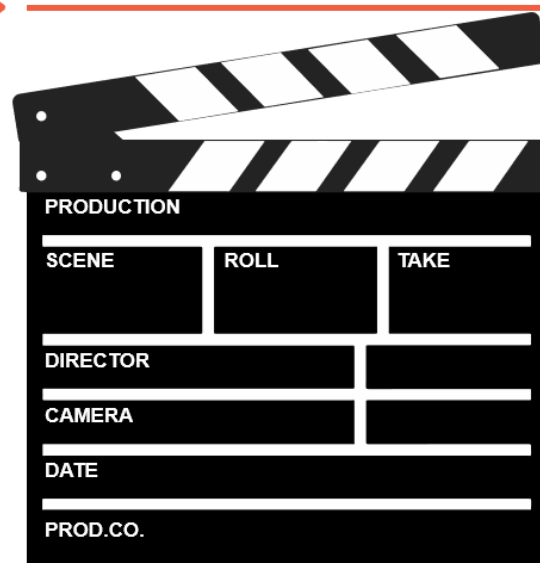 PRODUCTION
SCENE ROLL TAKE
DIRECTOR
CAMERA
DATE
PROD.CO.